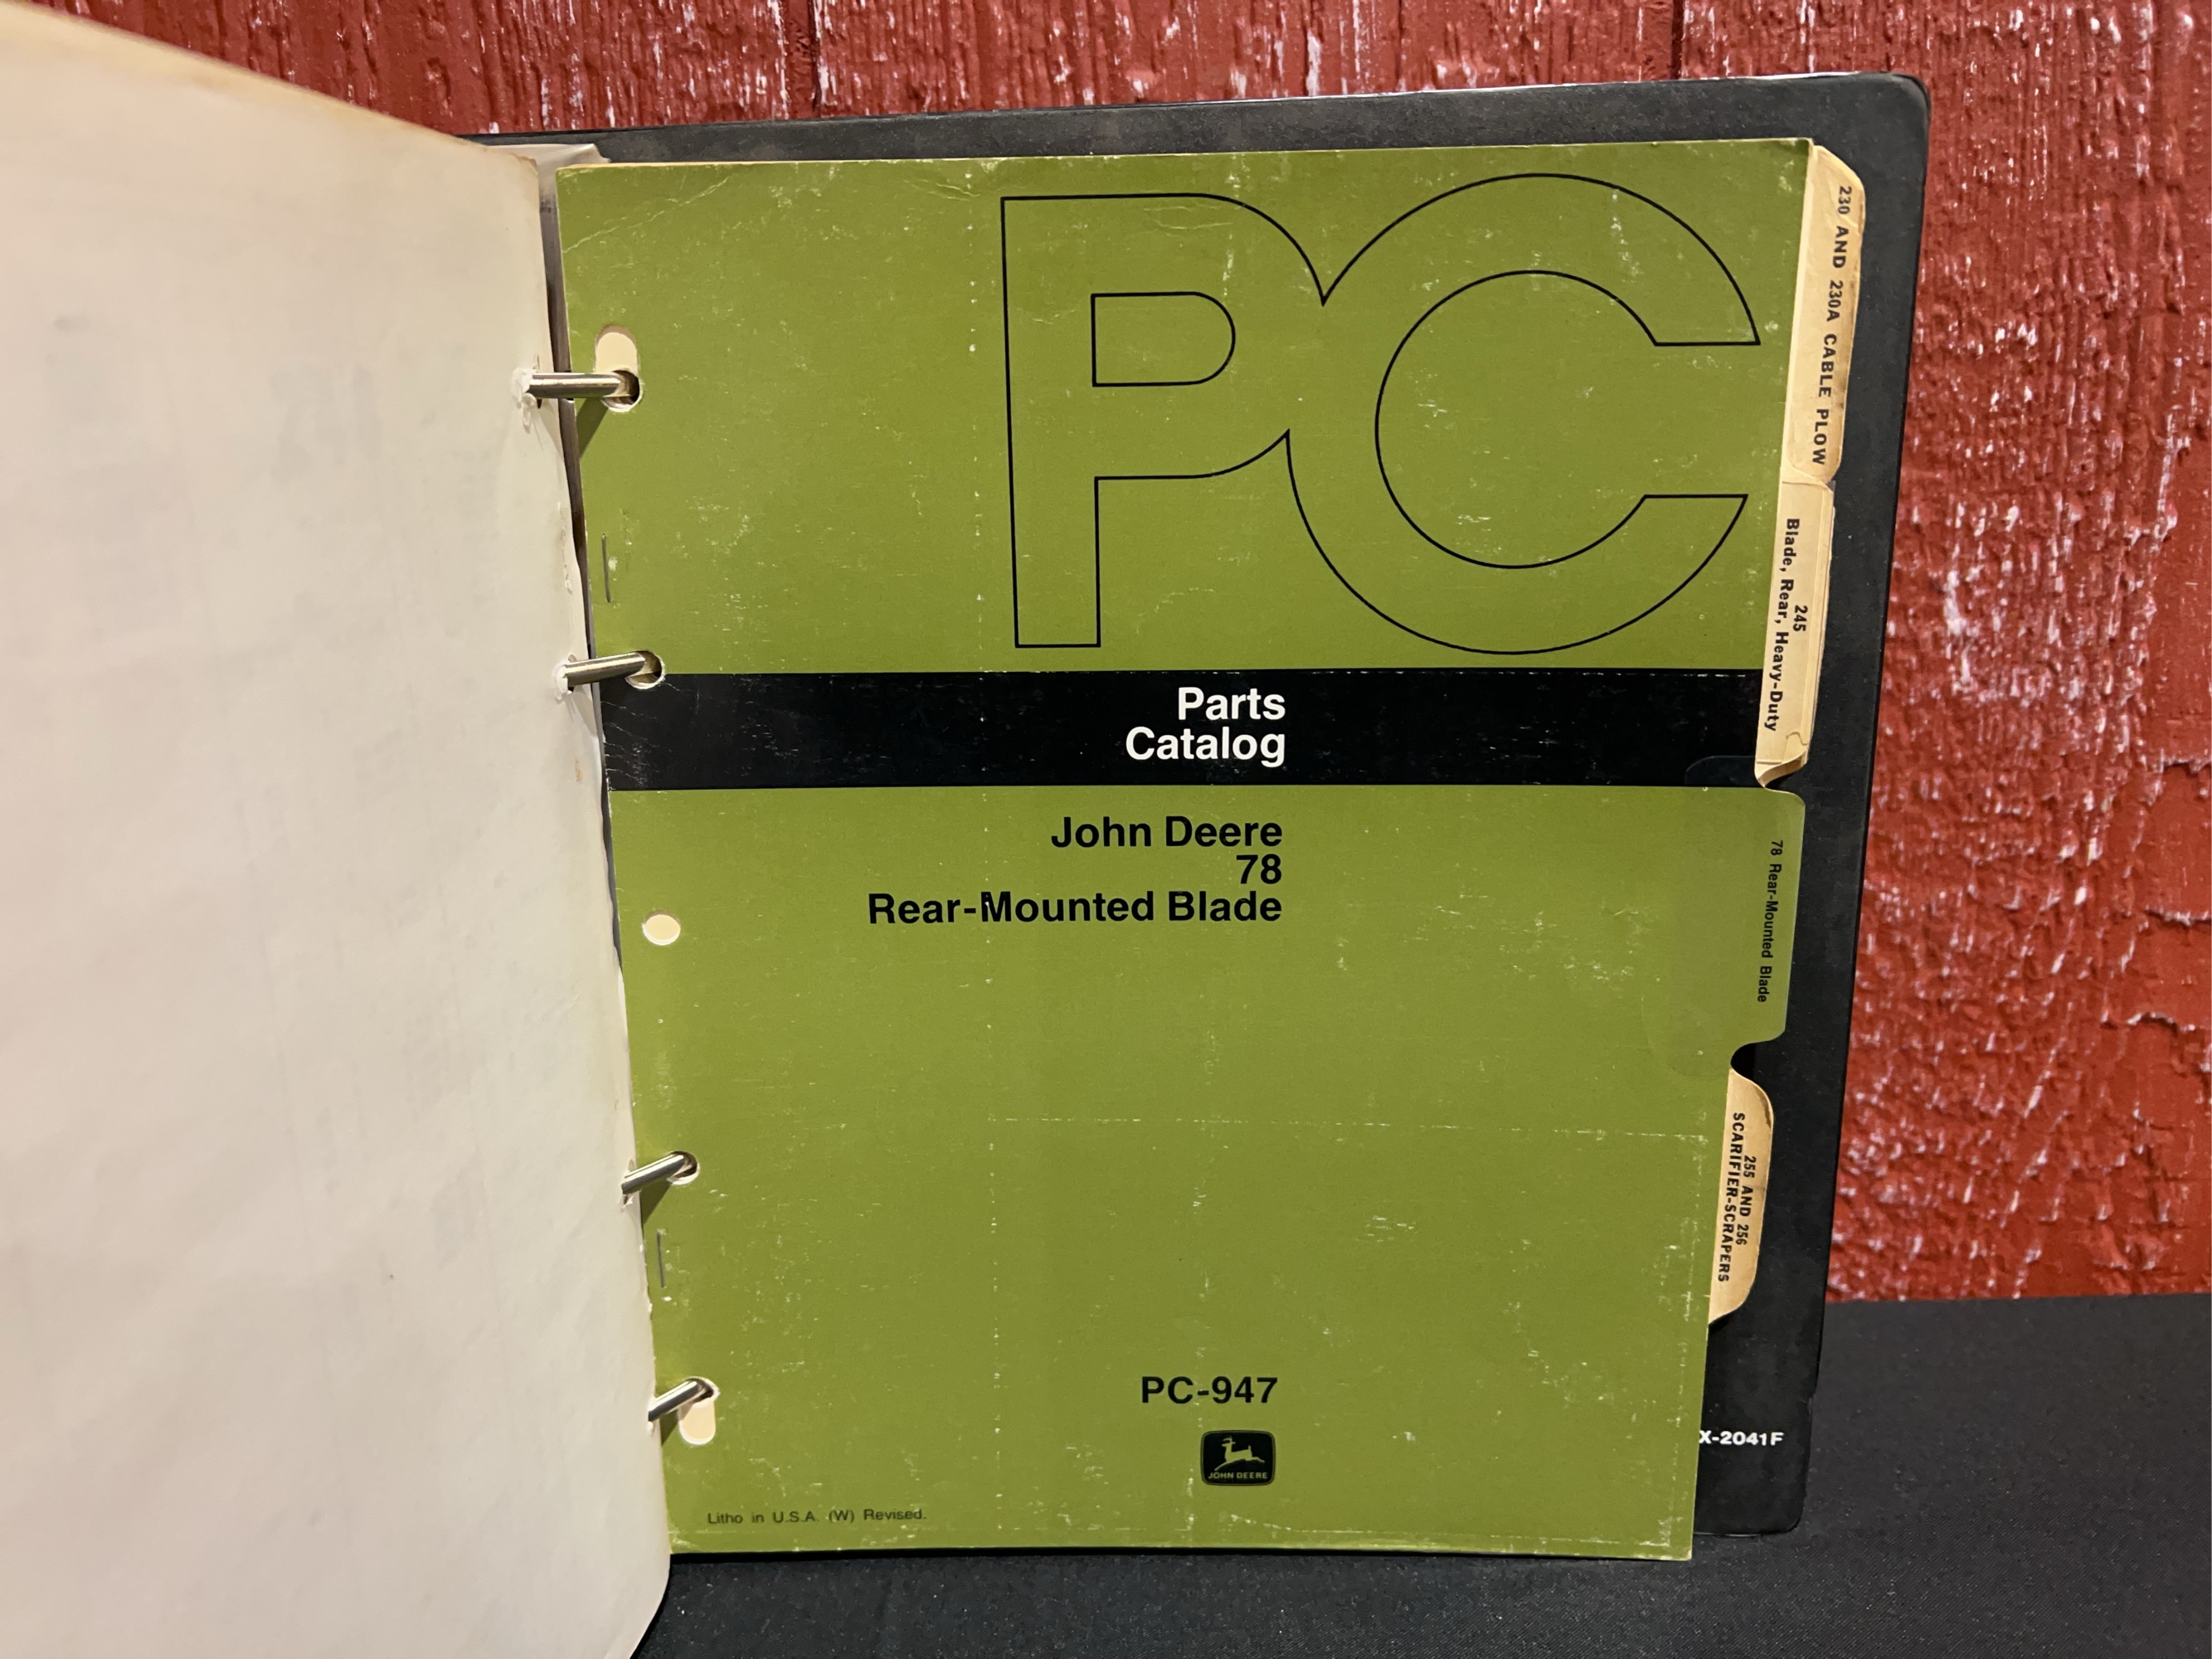 PC
Parts
Catalog
John Deere
78
Rear-Mounted Blade
PC-947
JOHN DEERE
Litho in U.S.A. (W) Revised.
230 AND 230A CABLE PLOW
245
Blade, Rear, Heavy-Duty
78 Rear-Mounted Blade
255 AND 256
SCARIFIER-SCRAPERS
X-2041F